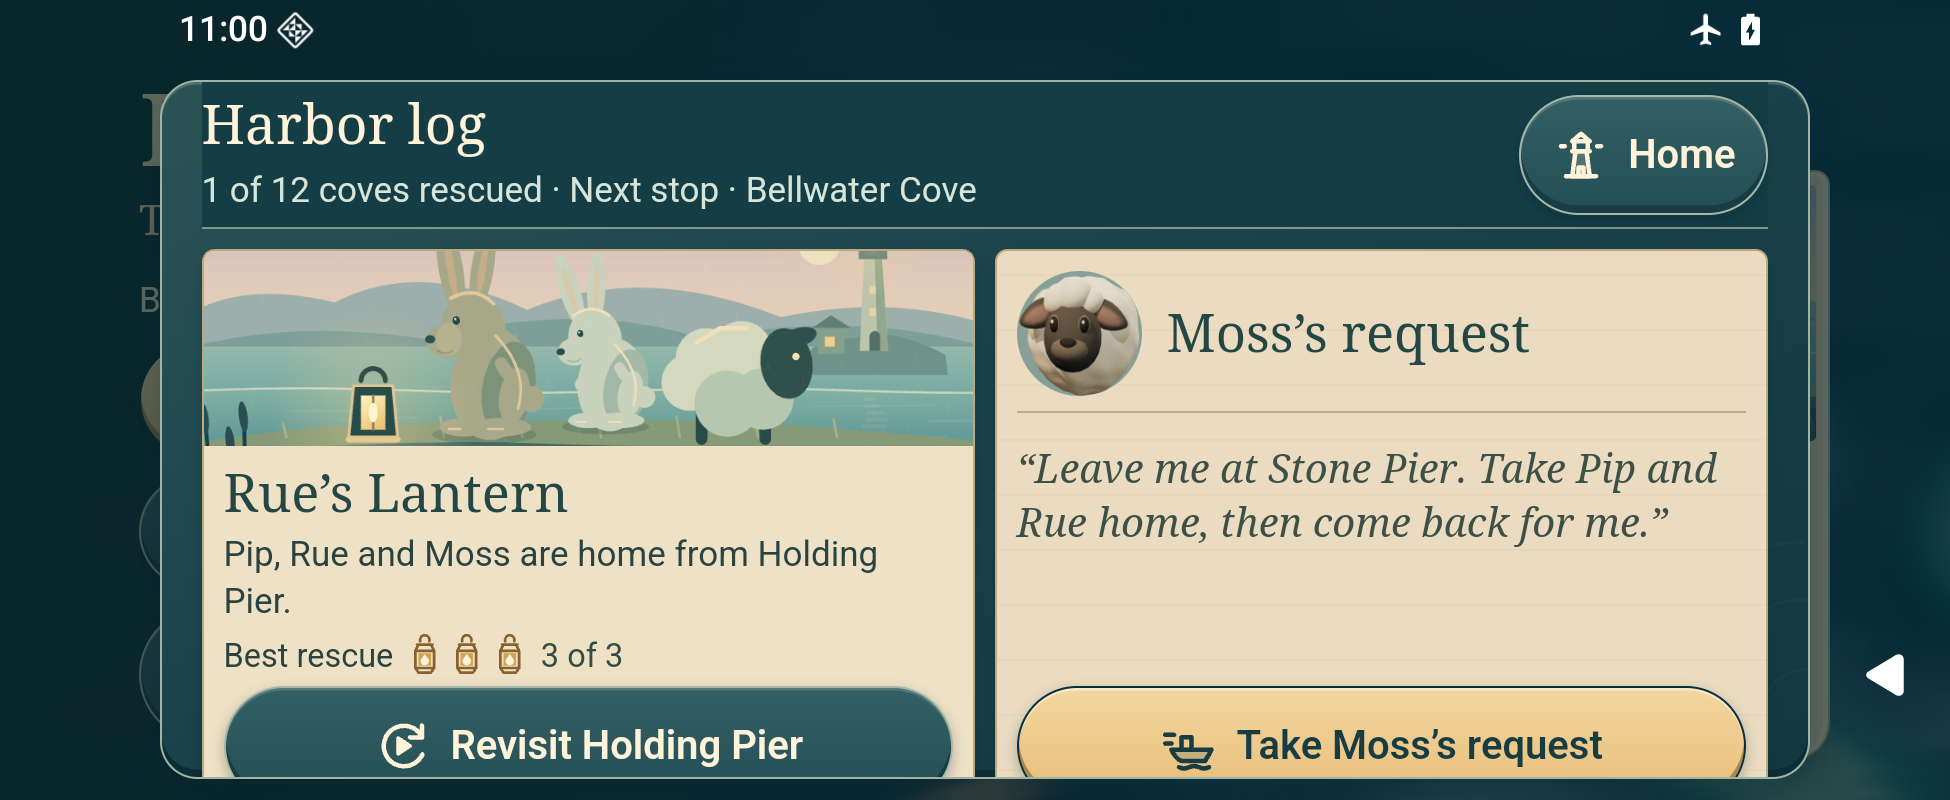 11:00
Harbor log
1 of 12 coves rescued · Next stop · Bellwater Cove
Home
Rue’s Lantern
Pip, Rue and Moss are home from Holding
Pier.
Best rescue 3 of 3
Revisit Holding Pier
Moss’s request
“Leave me at Stone Pier. Take Pip and
Rue home, then come back for me.”
Take Moss’s request